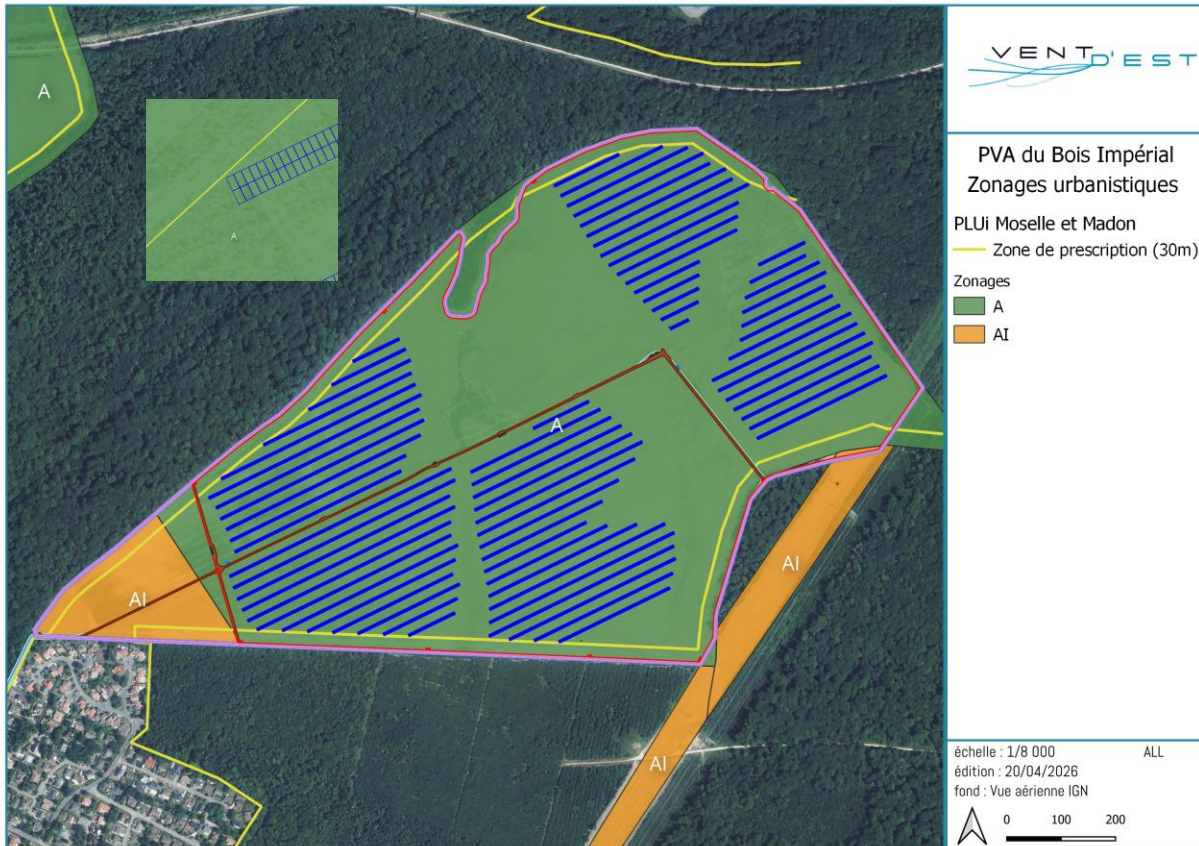 A
A
A
AI
AI
AI
VENT D'EST
PVA du Bois Impérial
Zonages urbanistiques
PLUi Moselle et Madon
Zone de prescription (30m)
Zonages
A
AI
échelle : 1/8 000 ALL
édition : 20/04/2026
fond : Vue aérienne IGN
0 100 200